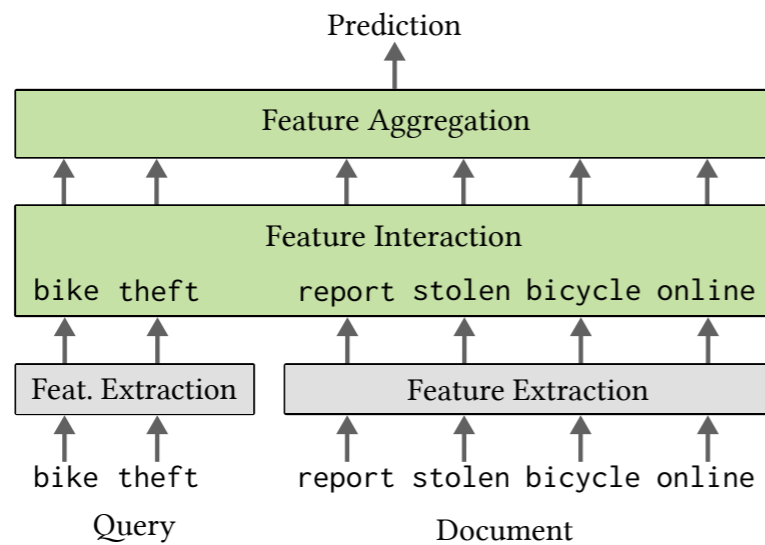 Prediction
Feature Aggregation
Feature Interaction
bike theft report stolen bicycle online
Feat. Extraction Feature Extraction
bike theft report stolen bicycle online
Query Document